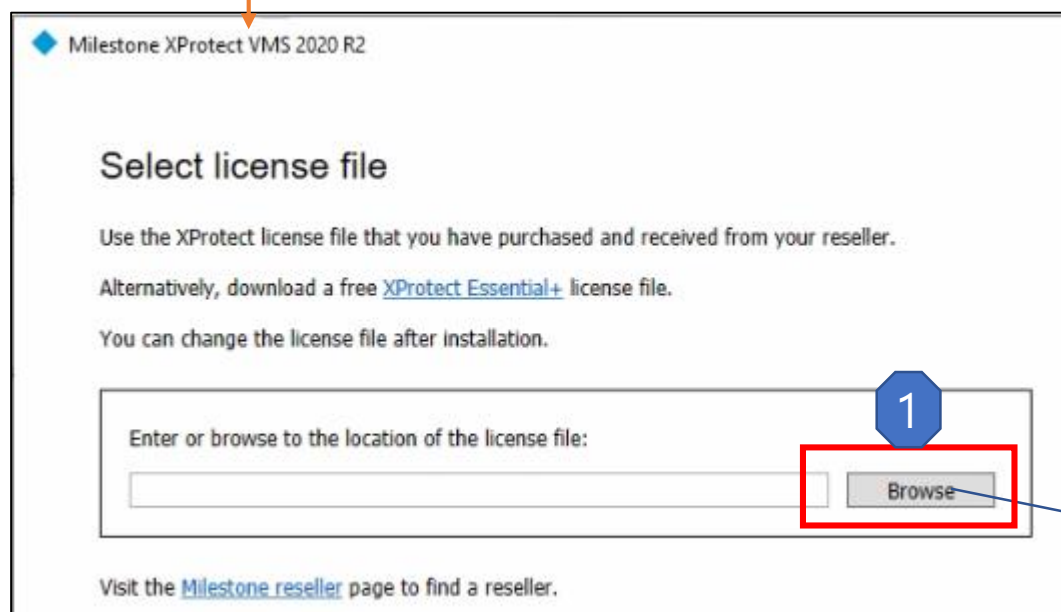 Milestone XProtect VMS 2020 R2
Select license file
Use the XProtect license file that you have purchased and received from your reseller.
Alternatively, download a free XProtect Essential+ license file.
You can change the license file after installation.
1
Enter or browse to the location of the license file:
Browse
Visit the Milestone reseller page to find a reseller.